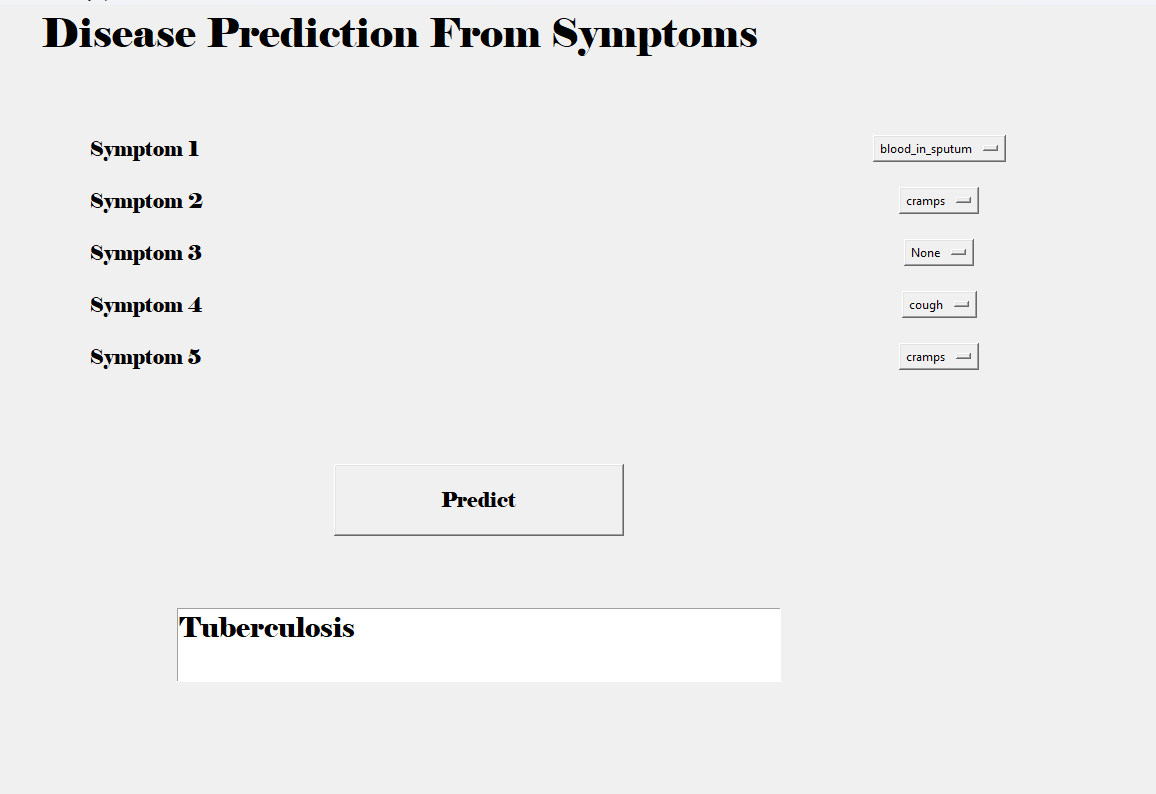 Disease Prediction From Symptoms
Symptom 1 blood_in_sputum
Symptom 2 cramps
Symptom 3 None
Symptom 4 cough
Symptom 5 cramps
Predict
Tuberculosis